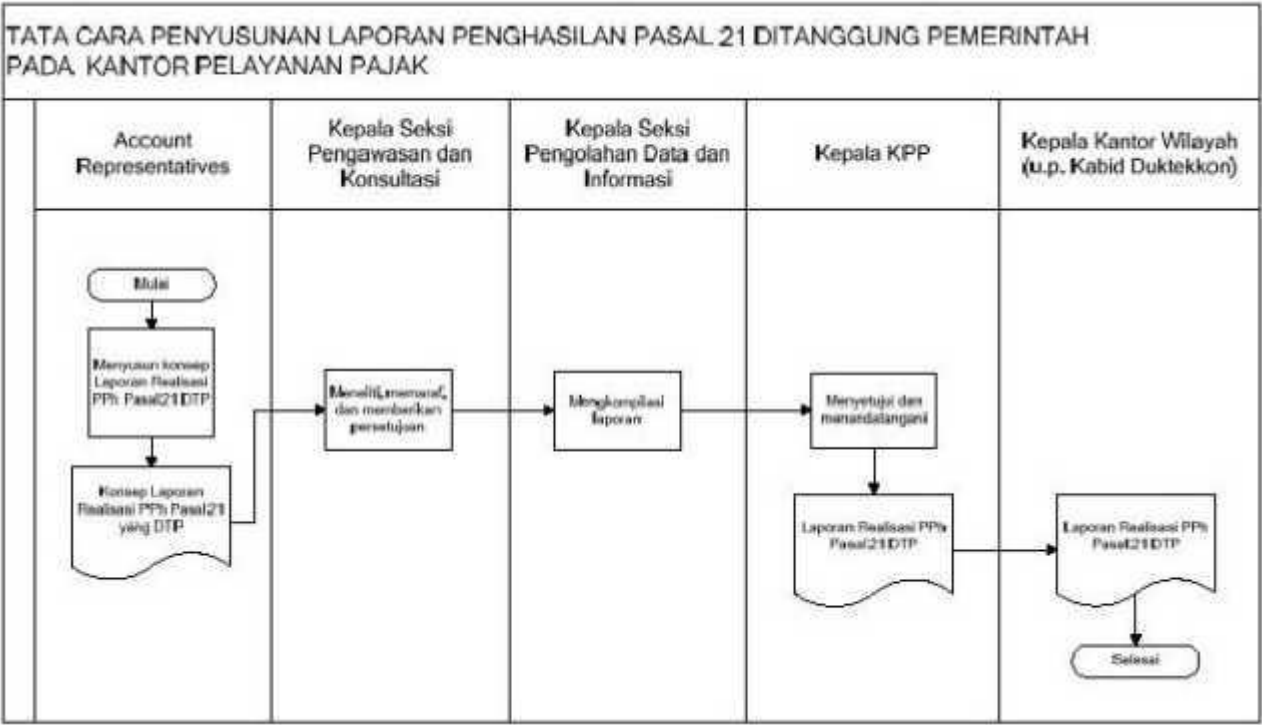 TATA CARA PENYUSUNAN LAPORAN PENGHASILAN PASAL 21 DITANGGUNG PEMERINTAH
PADA KANTOR PELAYANAN PAJAK
Account
Representatives
Kepala Seksi
Pengawasan dan
Konsultasi
Kepala Seksi
Pengolahan Data dan
Informasi
Kepala KPP
Kepala Kantor Wilayah
(u.p. Kabid Duktekkon)
Mulai
Menyusun konsep
Laporan Realisasi
PPh Pasal 21 DTP
Konsep Laporan
Realisasi PPh Pasal 21
yang DTP
Meneliti, memaraf,
dan memberikan
persetujuan
Mengkompilasi
laporan
Menyetujui dan
menandatangani
Laporan Realisasi PPh
Pasal 21 DTP
Laporan Realisasi PPh
Pasal 21 DTP
Selesai